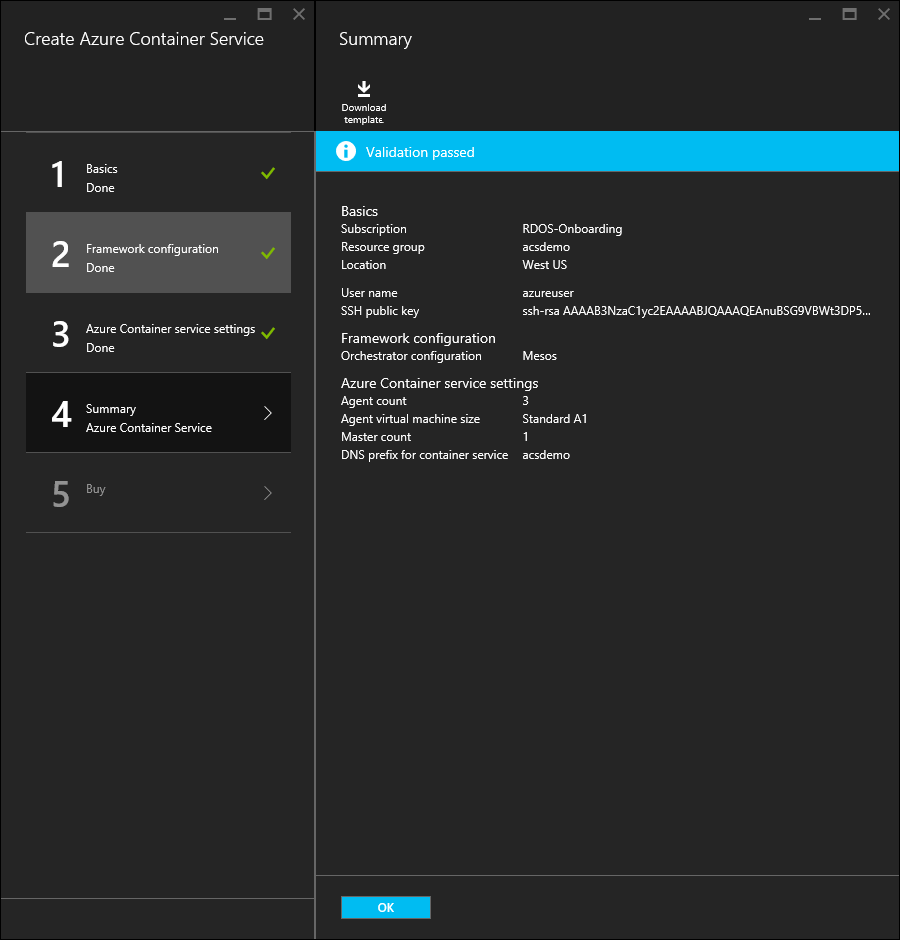 Create Azure Container Service
1
Basics
Done
2
Framework configuration
Done
3
Azure Container service settings
Done
4
Summary
Azure Container Service
5
Buy
Summary
Download
template
Validation passed
Basics
Subscription RDOS-Onboarding
Resource group acsdemo
Location West US
User name azureuser
SSH public key ssh-rsa AAAAB3NzaC1yc2EAAAABJQAAAQEAnuBSG9VBWt3DP5...
Framework configuration
Orchestrator configuration Mesos
Azure Container service settings
Agent count 3
Agent virtual machine size Standard A1
Master count 1
DNS prefix for container service acsdemo
OK